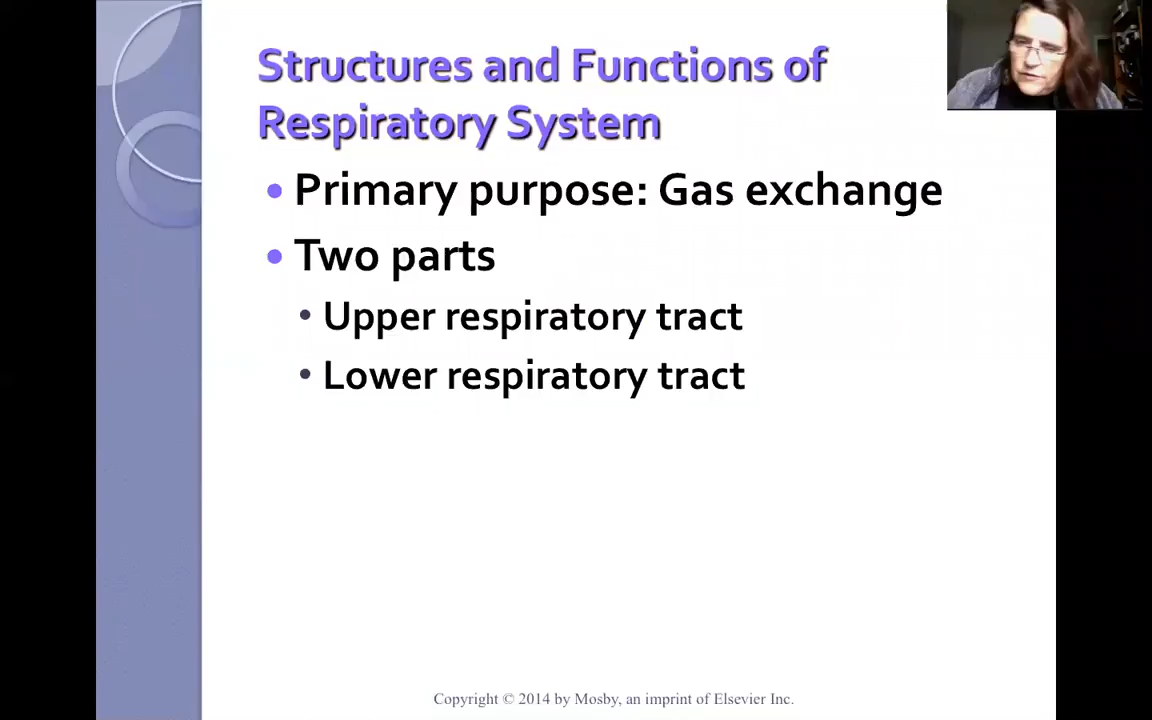 Structures and Functions of
Respiratory System
• Primary purpose: Gas exchange
• Two parts
• Upper respiratory tract
• Lower respiratory tract
Copyright © 2014 by Mosby, an imprint of Elsevier Inc.